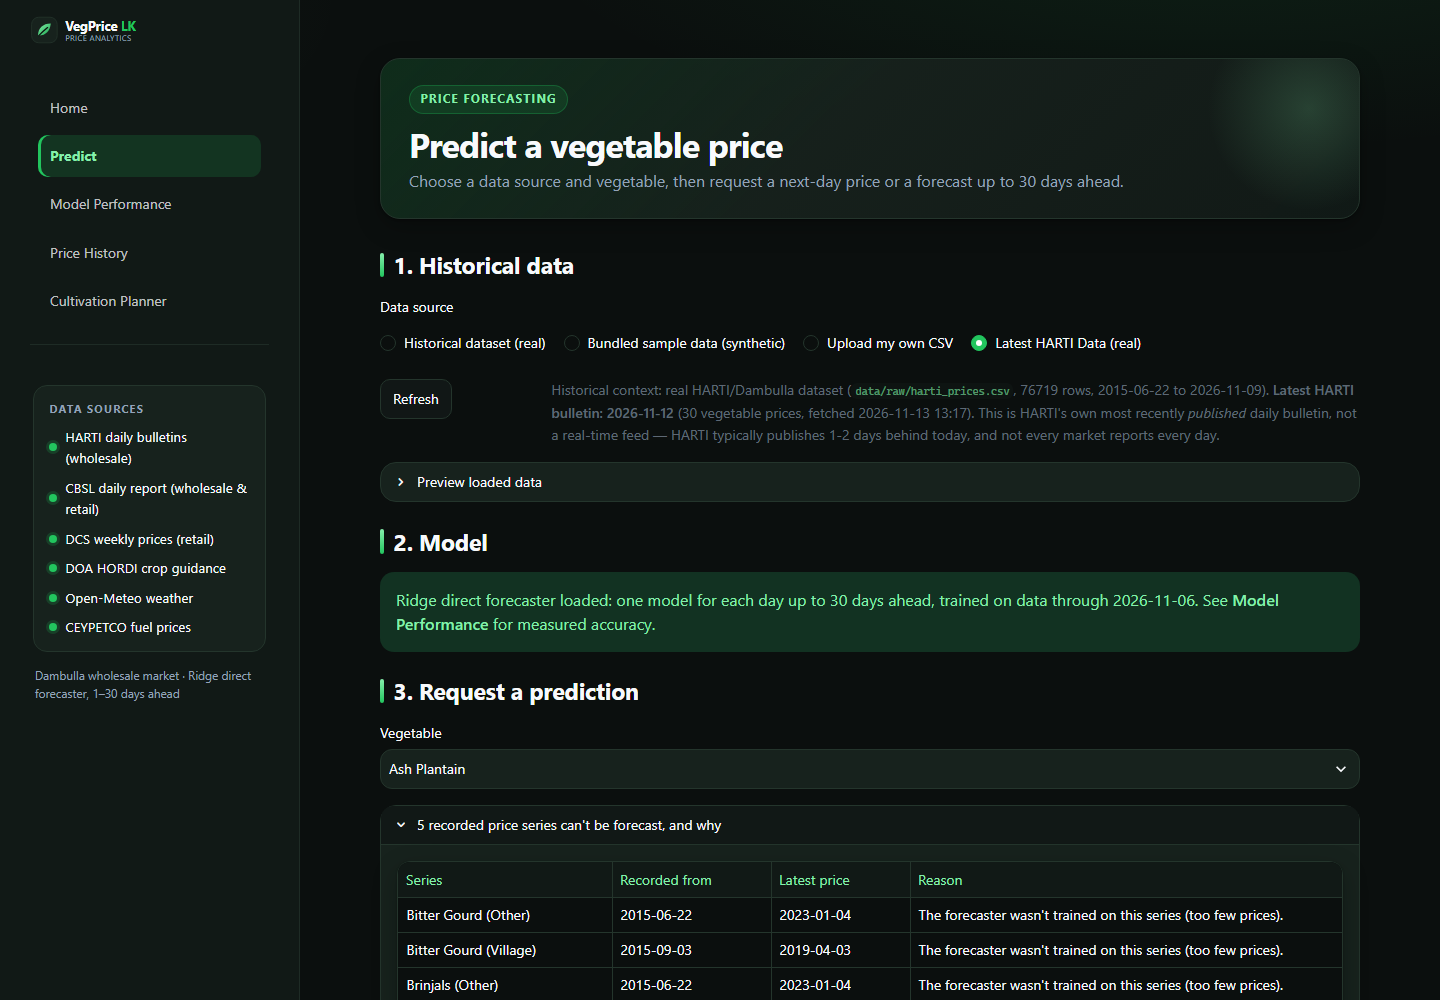 VegPrice LK
PRICE ANALYTICS
Home
Predict
Model Performance
Price History
Cultivation Planner
DATA SOURCES
HARTI daily bulletins
(wholesale)
CBSL daily report (wholesale &
retail)
DCS weekly prices (retail)
DOA HORDI crop guidance
Open-Meteo weather
CEYPETCO fuel prices
Dambulla wholesale market · Ridge direct
forecaster, 1–30 days ahead
PRICE FORECASTING
Predict a vegetable price
Choose a data source and vegetable, then request a next-day price or a forecast up to 30 days ahead.
1. Historical data
Data source
Historical dataset (real) Bundled sample data (synthetic) Upload my own CSV Latest HARTI Data (real)
Refresh
Historical context: real HARTI/Dambulla dataset ( data/raw/harti_prices.csv , 76719 rows, 2015-06-22 to 2026-11-09). Latest HARTI
bulletin: 2026-11-12 (30 vegetable prices, fetched 2026-11-13 13:17). This is HARTI's own most recently published daily bulletin, not
a real-time feed — HARTI typically publishes 1-2 days behind today, and not every market reports every day.
Preview loaded data
2. Model
Ridge direct forecaster loaded: one model for each day up to 30 days ahead, trained on data through 2026-11-06. See Model
Performance for measured accuracy.
3. Request a prediction
Vegetable
Ash Plantain
5 recorded price series can't be forecast, and why
Series Recorded from Latest price Reason
Bitter Gourd (Other) 2015-06-22 2023-01-04 The forecaster wasn't trained on this series (too few prices).
Bitter Gourd (Village) 2015-09-03 2019-04-03 The forecaster wasn't trained on this series (too few prices).
Brinjals (Other) 2015-06-22 2023-01-04 The forecaster wasn't trained on this series (too few prices).